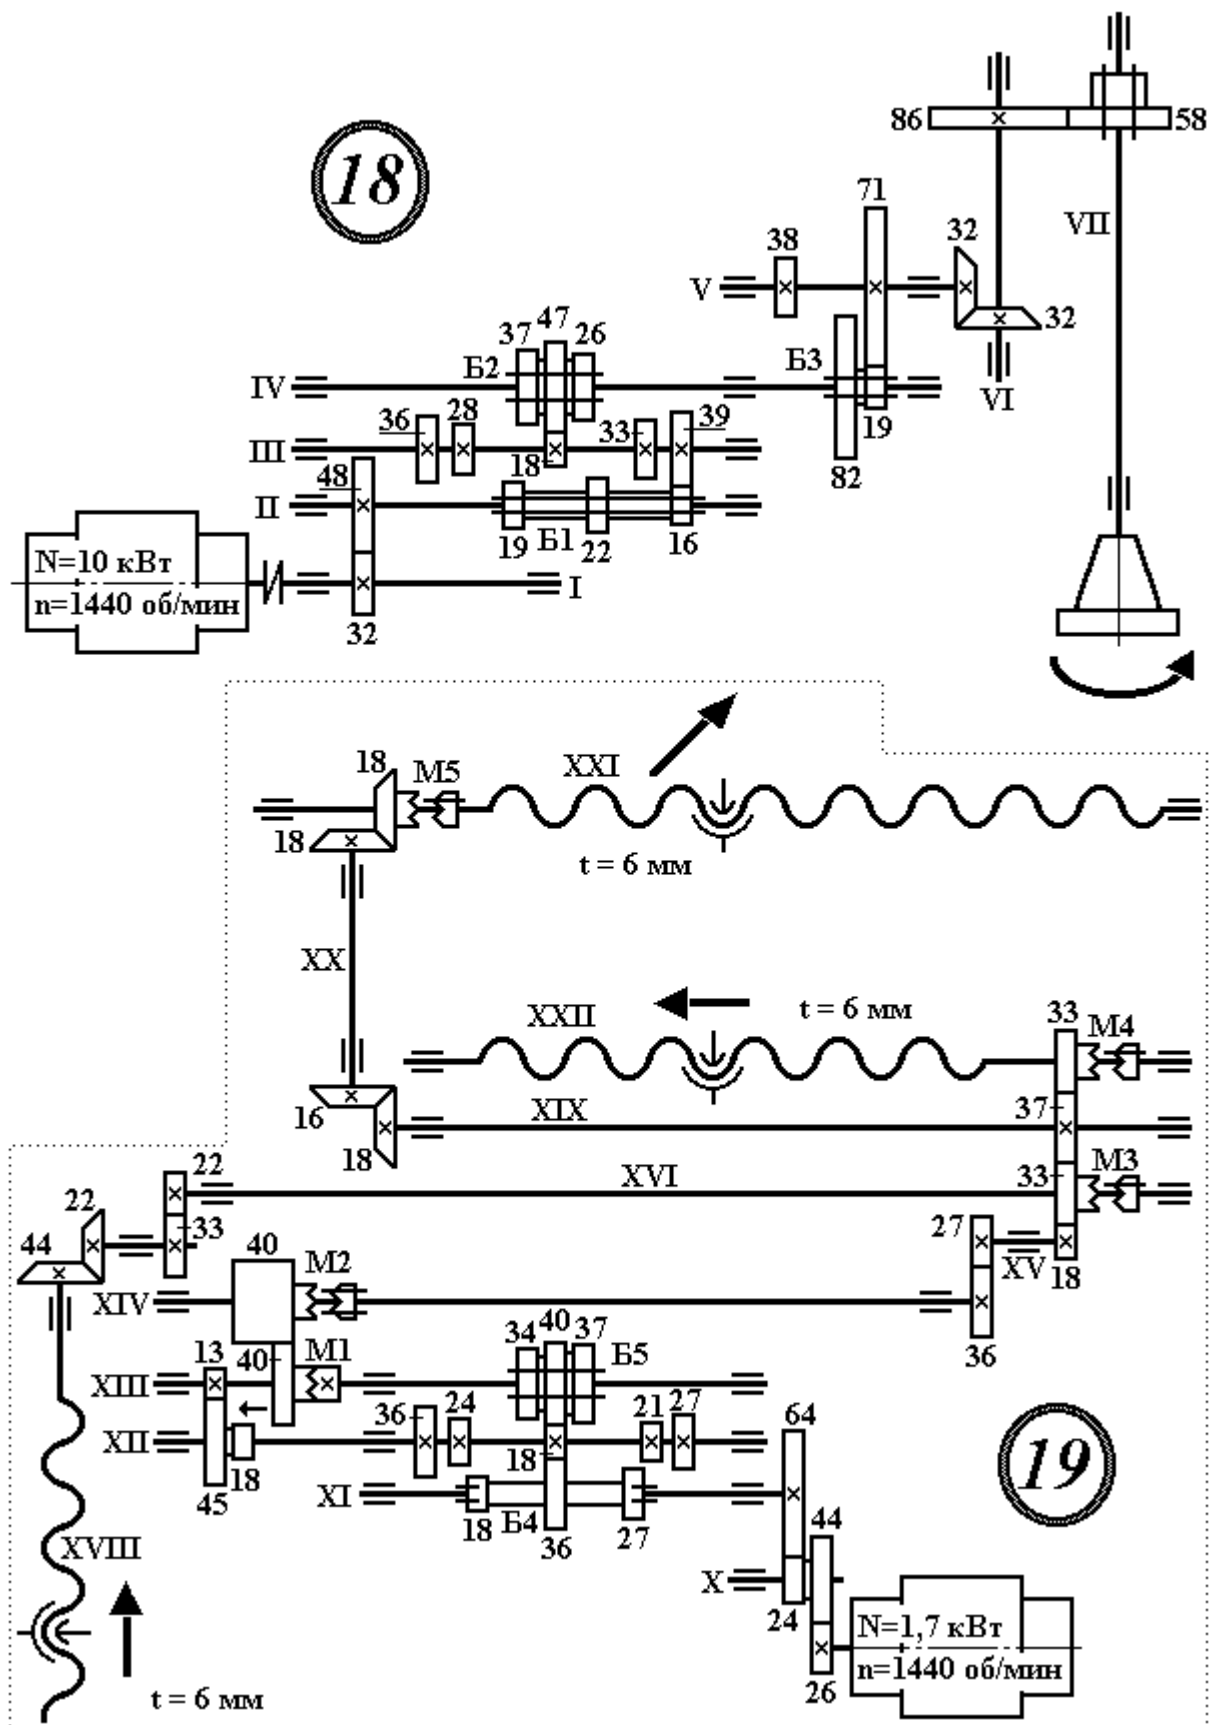 18
86
58
71
VII
38
32
V
32
37
47
26
Б2
Б3
IV
VI
36
28
33
39
19
III
18
82
48
II
19
Б1
22
16
N=10 кВт
n=1440 об/мин
I
32
18
М5
XXI
18
t = 6 мм
XX
XXII
t = 6 мм
33
М4
16
XIX
37
18
22
XVI
33
М3
22
33
27
44
40
М2
XV
18
XIV
34
40
37
13
40
М1
Б5
36
XIII
36
24
21
27
64
XII
18
18
19
45
XI
18
Б4
36
27
44
XVIII
X
24
N=1,7 кВт
n=1440 об/мин
26
t = 6 мм